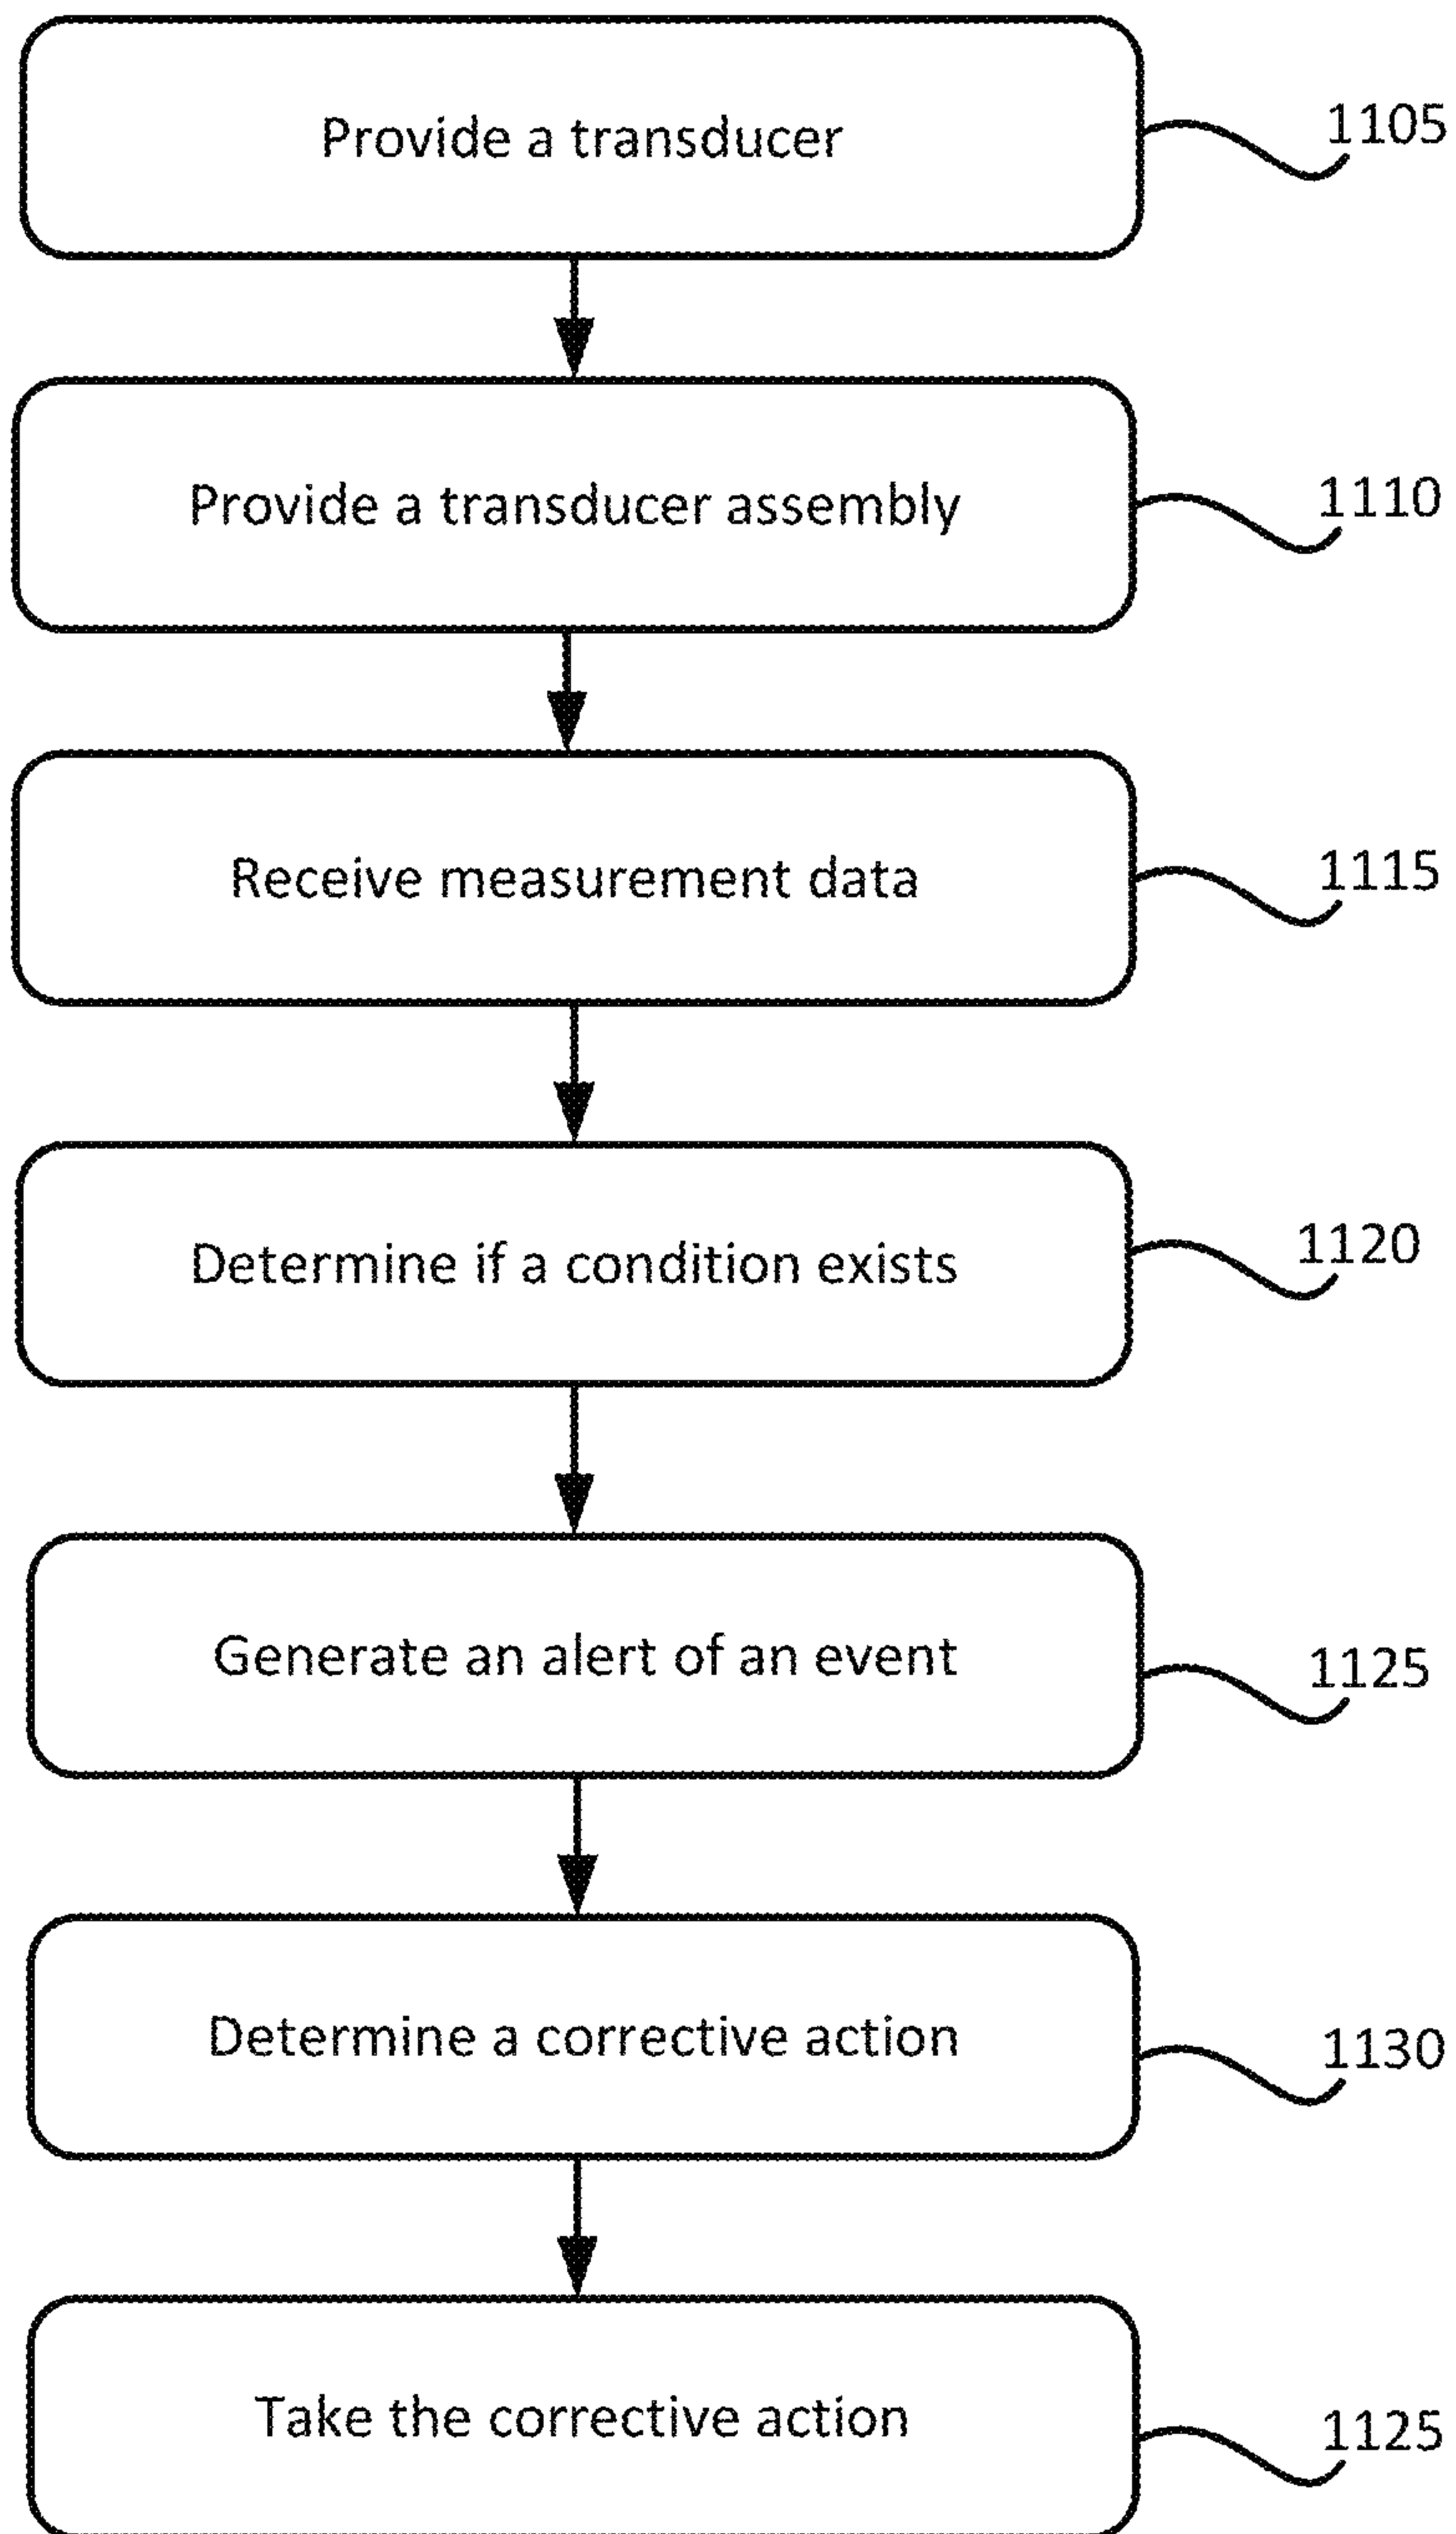 Provide a transducer
1105
Provide a transducer assembly
1110
Receive measurement data
1115
Determine if a condition exists
1120
Generate an alert of an event
1125
Determine a corrective action
1130
Take the corrective action
1125